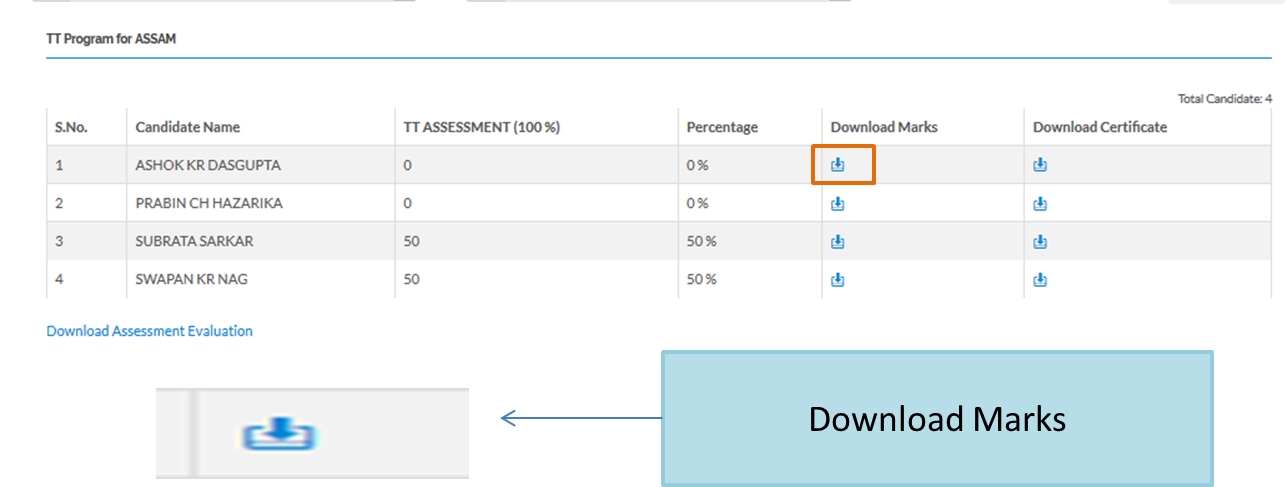 TT Program for ASSAM
Total Candidate: 4
S.No. Candidate Name TT ASSESSMENT (100 %) Percentage Download Marks Download Certificate
1 ASHOK KR DASGUPTA 0 0 %
2 PRABIN CH HAZARIKA 0 0 %
3 SUBRATA SARKAR 50 50 %
4 SWAPAN KR NAG 50 50 %
Download Assessment Evaluation
Download Marks